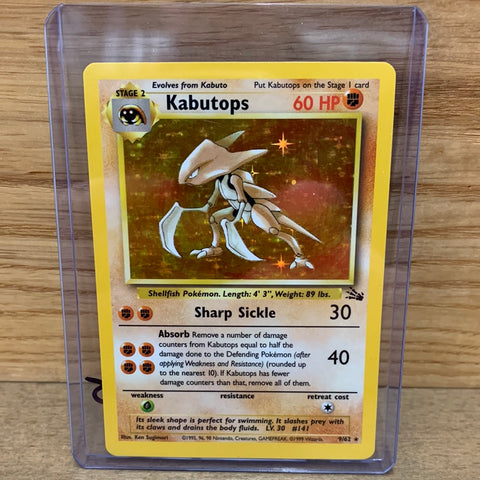 STAGE 2
Evolves from Kabuto
Put Kabutops on the Stage 1 card
Kabutops
60 HP
Shellfish Pokémon. Length: 4' 3", Weight: 89 lbs.
Sharp Sickle 30
Absorb Remove a number of damage
counters from Kabutops equal to half the
damage done to the Defending Pokémon (after
applying Weakness and Resistance) (rounded up
to the nearest 10). If Kabutops has fewer
damage counters than that, remove all of them.
40
weakness resistance retreat cost
Its sleek shape is perfect for swimming. It slashes prey with
its claws and drains the body fluids. LV. 30 #141
Illus. Ken Sugimori
©1995, 96, 98 Nintendo, Creatures, GAMEFREAK. ©1999 Wizards.
9/62